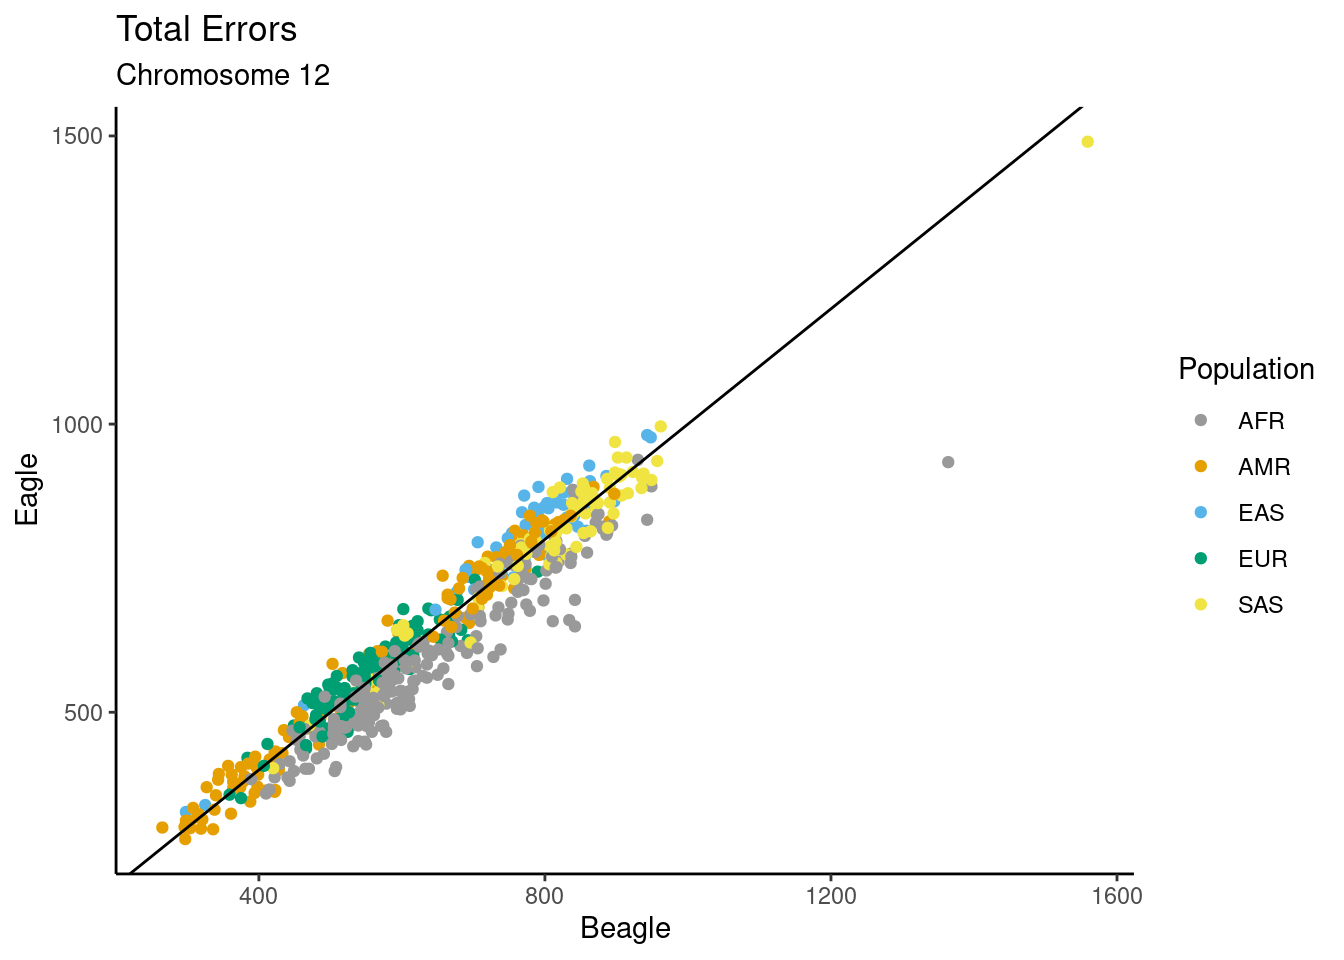 Total Errors
Chromosome 12
1500
1000
500
Eagle
400 800 1200 1600
Beagle
Population
AFR
AMR
EAS
EUR
SAS